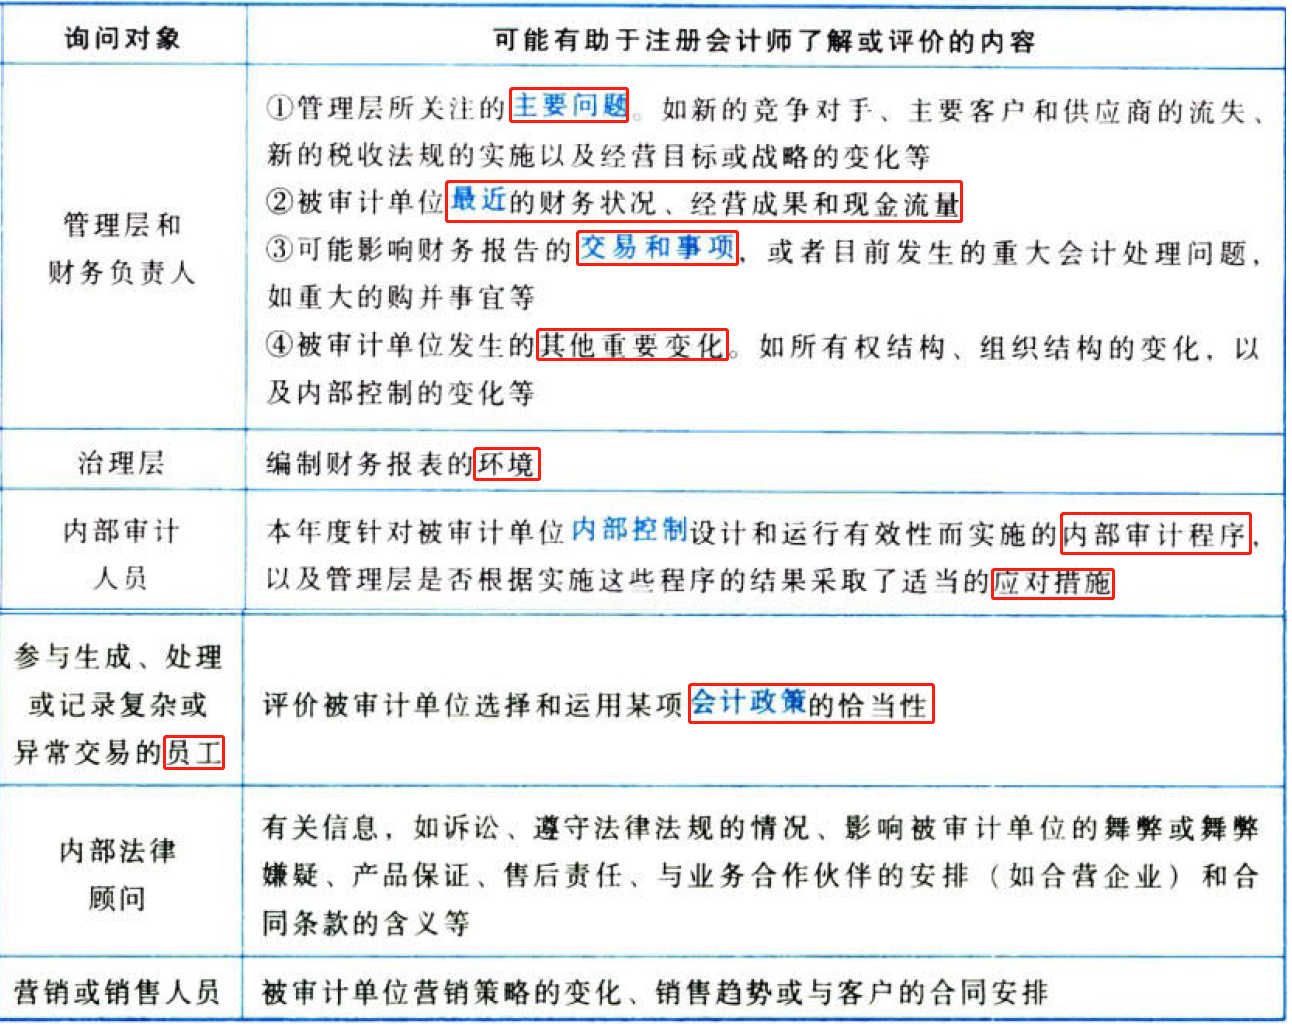 询问对象
可能有助于注册会计师了解或评价的内容
管理层和
财务负责人
①管理层所关注的主要问题。如新的竞争对手、主要客户和供应商的流失、
新的税收法规的实施以及经营目标或战略的变化等
②被审计单位最近的财务状况、经营成果和现金流量
③可能影响财务报告的交易和事项，或者目前发生的重大会计处理问题，
如重大的购并事宜等
④被审计单位发生的其他重要变化。如所有权结构、组织结构的变化，以
及内部控制的变化等
治理层
编制财务报表的环境
内部审计
人员
本年度针对被审计单位内部控制设计和运行有效性而实施的内部审计程序，
以及管理层是否根据实施这些程序的结果采取了适当的应对措施
参与生成、处理
或记录复杂或
异常交易的员工
评价被审计单位选择和运用某项会计政策的恰当性
内部法律
顾问
有关信息，如诉讼、遵守法律法规的情况、影响被审计单位的舞弊或舞弊
嫌疑、产品保证、售后责任、与业务合作伙伴的安排（如合营企业）和合
同条款的含义等
营销或销售人员
被审计单位营销策略的变化、销售趋势或与客户的合同安排